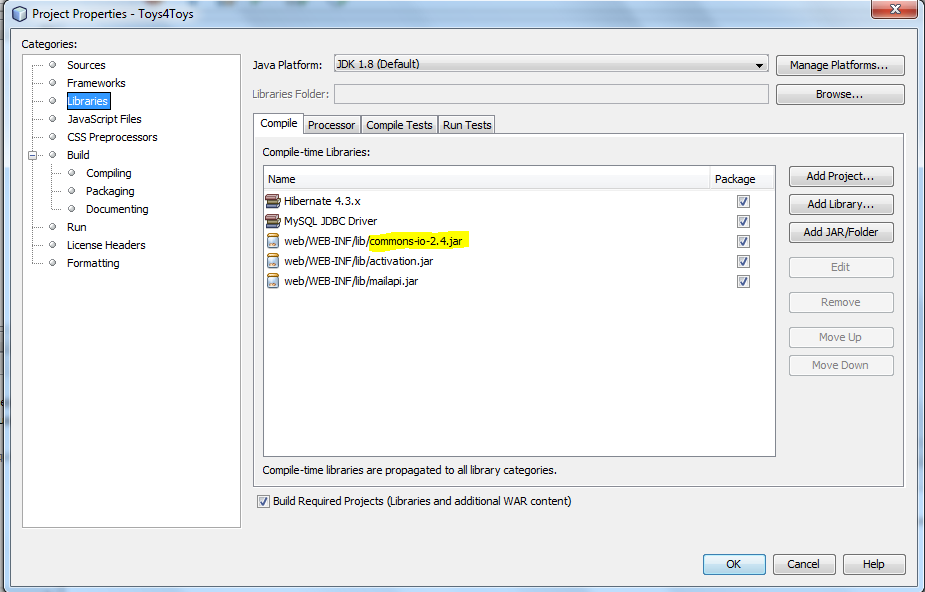 Project Properties - Toys4Toys
Categories:
Sources
Frameworks
Libraries
JavaScript Files
CSS Preprocessors
Build
Compiling
Packaging
Documenting
Run
License Headers
Formatting
Java Platform: JDK 1.8 (Default) Manage Platforms...
Libraries Folder: Browse...
Compile Processor Compile Tests Run Tests
Compile-time Libraries:
Name Package
Hibernate 4.3.x
MySQL JDBC Driver
web/WEB-INF/lib/commons-io-2.4.jar
web/WEB-INF/lib/activation.jar
web/WEB-INF/lib/mailapi.jar
Add Project...
Add Library...
Add JAR/Folder
Edit
Remove
Move Up
Move Down
Compile-time libraries are propagated to all library categories.
Build Required Projects (Libraries and additional WAR content)
OK Cancel Help